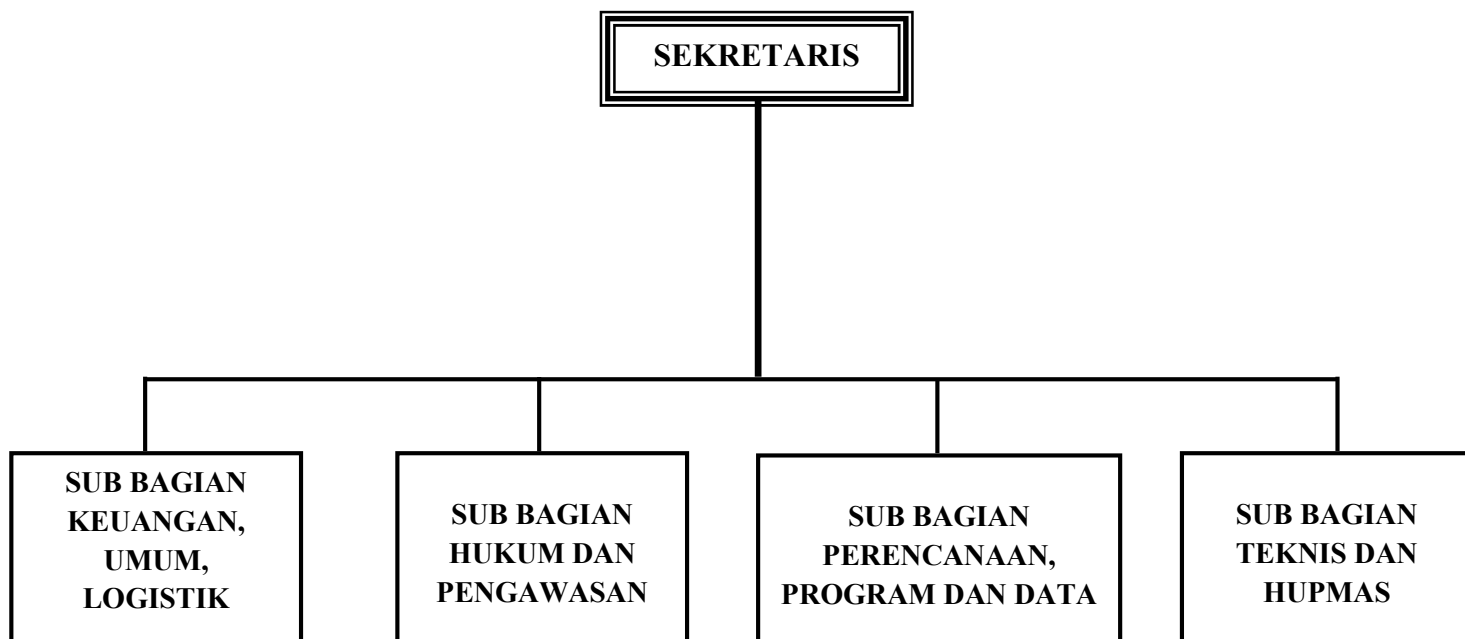 SEKRETARIS
SUB BAGIAN
KEUANGAN,
UMUM,
LOGISTIK
SUB BAGIAN
HUKUM DAN
PENGAWASAN
SUB BAGIAN
PERENCANAAN,
PROGRAM DAN DATA
SUB BAGIAN
TEKNIS DAN
HUPMAS